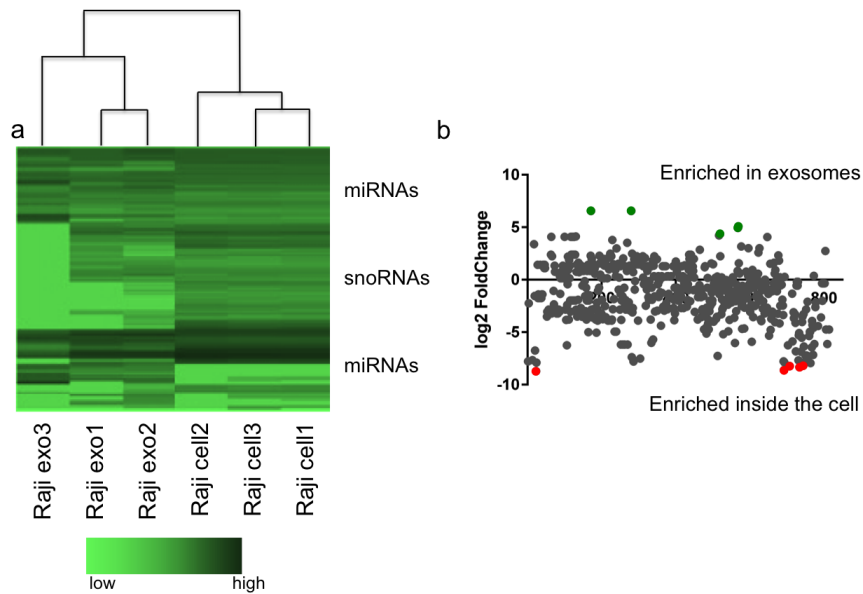 a
miRNAs
snoRNAs
miRNAs
Raji exo3
Raji exo1
Raji exo2
Raji cell2
Raji cell3
Raji cell1
low
high
b
Enriched in exosomes
log2 FoldChange
10
5
0
-5
-10
800
Enriched inside the cell